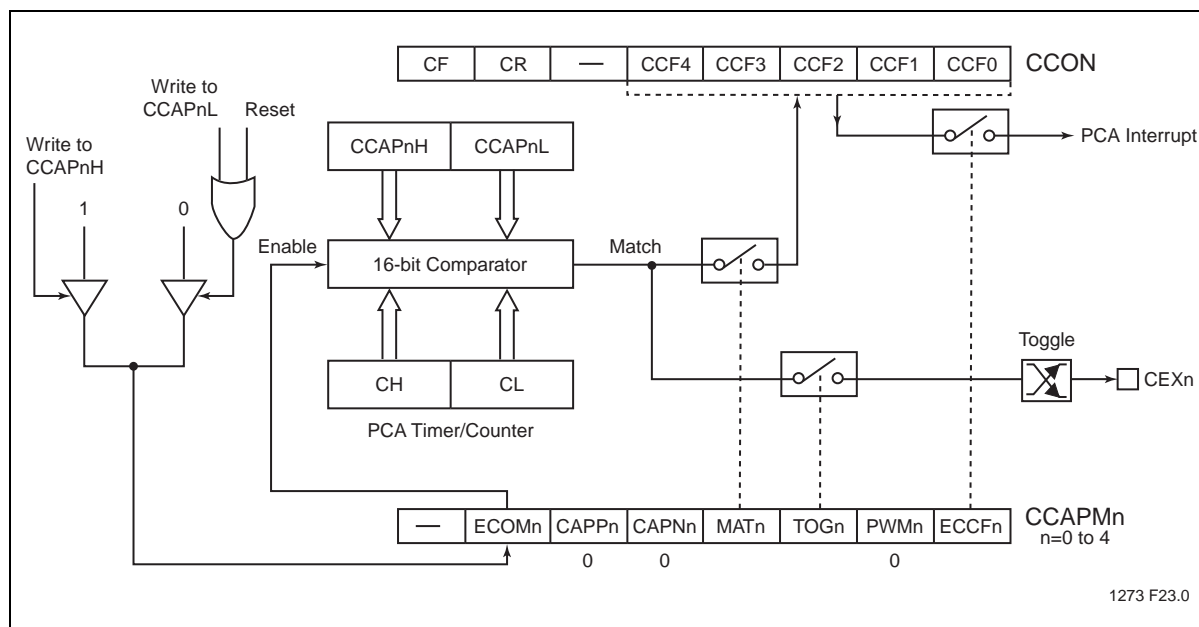 CF CR — CCF4 CCF3 CCF2 CCF1 CCF0 CCON
Write to
CCAPnL
Reset
Write to
CCAPnH
CCAPnH CCAPnL
PCA Interrupt
1
0
Enable
16-bit Comparator
Match
CH CL
PCA Timer/Counter
Toggle
CEXn
— ECOMn CAPPn CAPNn MATn TOGn PWMn ECCFn CCAPMn
n=0 to 4
0 0 0
1273 F23.0